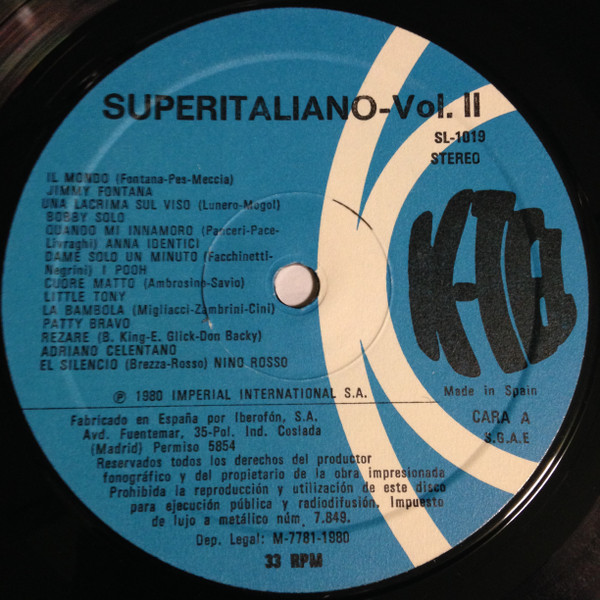 SUPERITALIANO-Vol. II
SL-1019
STEREO
IL MONDO (Fontana-Pes-Meccia)
JIMMY FONTANA
UNA LACRIMA SUL VISO (Lunero-Mogol)
BOBBY SOLO
QUANDO MI INNAMORO (Panceri-Pace-
Livraghi) ANNA IDENTICI
DAME SOLO UN MINUTO (Facchinetti-
Negrini) I POOH
CUORE MATTO (Ambrosino-Savio)
LITTLE TONY
LA BAMBOLA (Migliacci-Zambrini-Cini)
PATTY BRAVO
REZARE (B. King-E. Glick-Don Backy)
ADRIANO CELENTANO
EL SILENCIO (Brezza-Rosso) NINO ROSSO
K-Tel
℗ 1980 IMPERIAL INTERNATIONAL S.A.
Made in Spain
CARA A
S.G.A.E
Fabricado en España por Iberofón, S.A.
Avd. Fuentemar, 35-Pol. Ind. Coslada
(Madrid) Permiso 5854
Reservados todos los derechos del productor
fonográfico y del propietario de la obra impresionada
Prohibida la reproducción y utilización de este disco
para ejecución pública y radiodifusión. Impuesto
de lujo a metálico núm. 7.849.
Dep. Legal: M-7781-1980
33 RPM